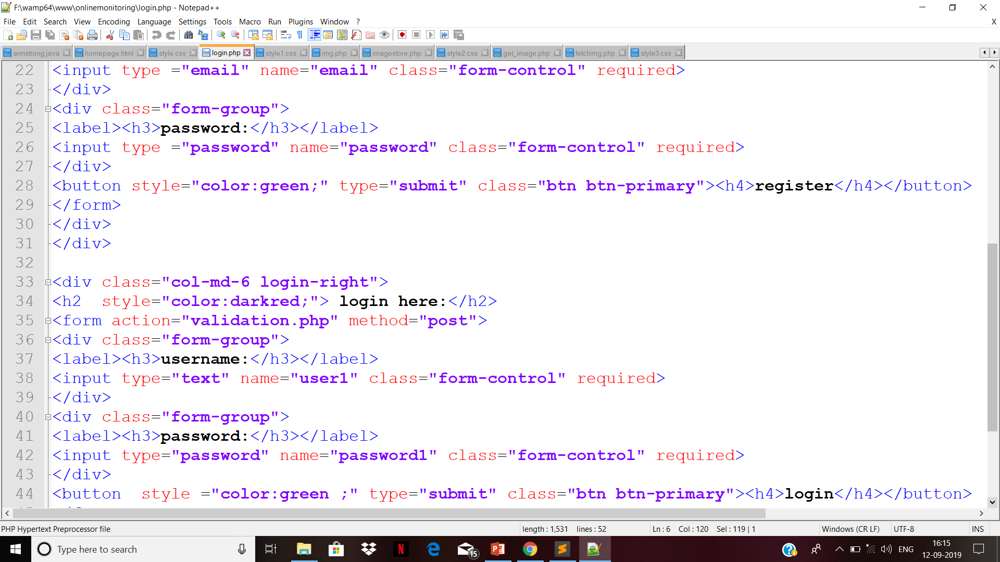 F:\wamp64\www\onlinemonitoring\login.php - Notepad++
File Edit Search View Encoding Language Settings Tools Macro Run Plugins Window ? X
armstrong.java homepage.html style.css login.php style1.css img.php imagestore.php style2.css get_image.php fetchimg.php style3.css
22 <input type ="email" name="email" class="form-control" required>
23 </div>
24 <div class="form-group">
25 <label><h3>password:</h3></label>
26 <input type ="password" name="password" class="form-control" required>
27 </div>
28 <button style="color:green;" type="submit" class="btn btn-primary"><h4>register</h4></button>
29 </form>
30 </div>
31 </div>
32
33 <div class="col-md-6 login-right">
34 <h2  style="color:darkred;"> login here:</h2>
35 <form action="validation.php" method="post">
36 <div class="form-group">
37 <label><h3>username:</h3></label>
38 <input type="text" name="user1" class="form-control" required>
39 </div>
40 <div class="form-group">
41 <label><h3>password:</h3></label>
42 <input type="password" name="password1" class="form-control" required>
43 </div>
44 <button  style ="color:green ;" type="submit" class="btn btn-primary"><h4>login</h4></button>
PHP Hypertext Preprocessor file length : 1,531 lines : 52 Ln : 6 Col : 120 Sel : 119 | 1 Windows (CR LF) UTF-8 INS
Type here to search 15 ENG 16:15
12-09-2019